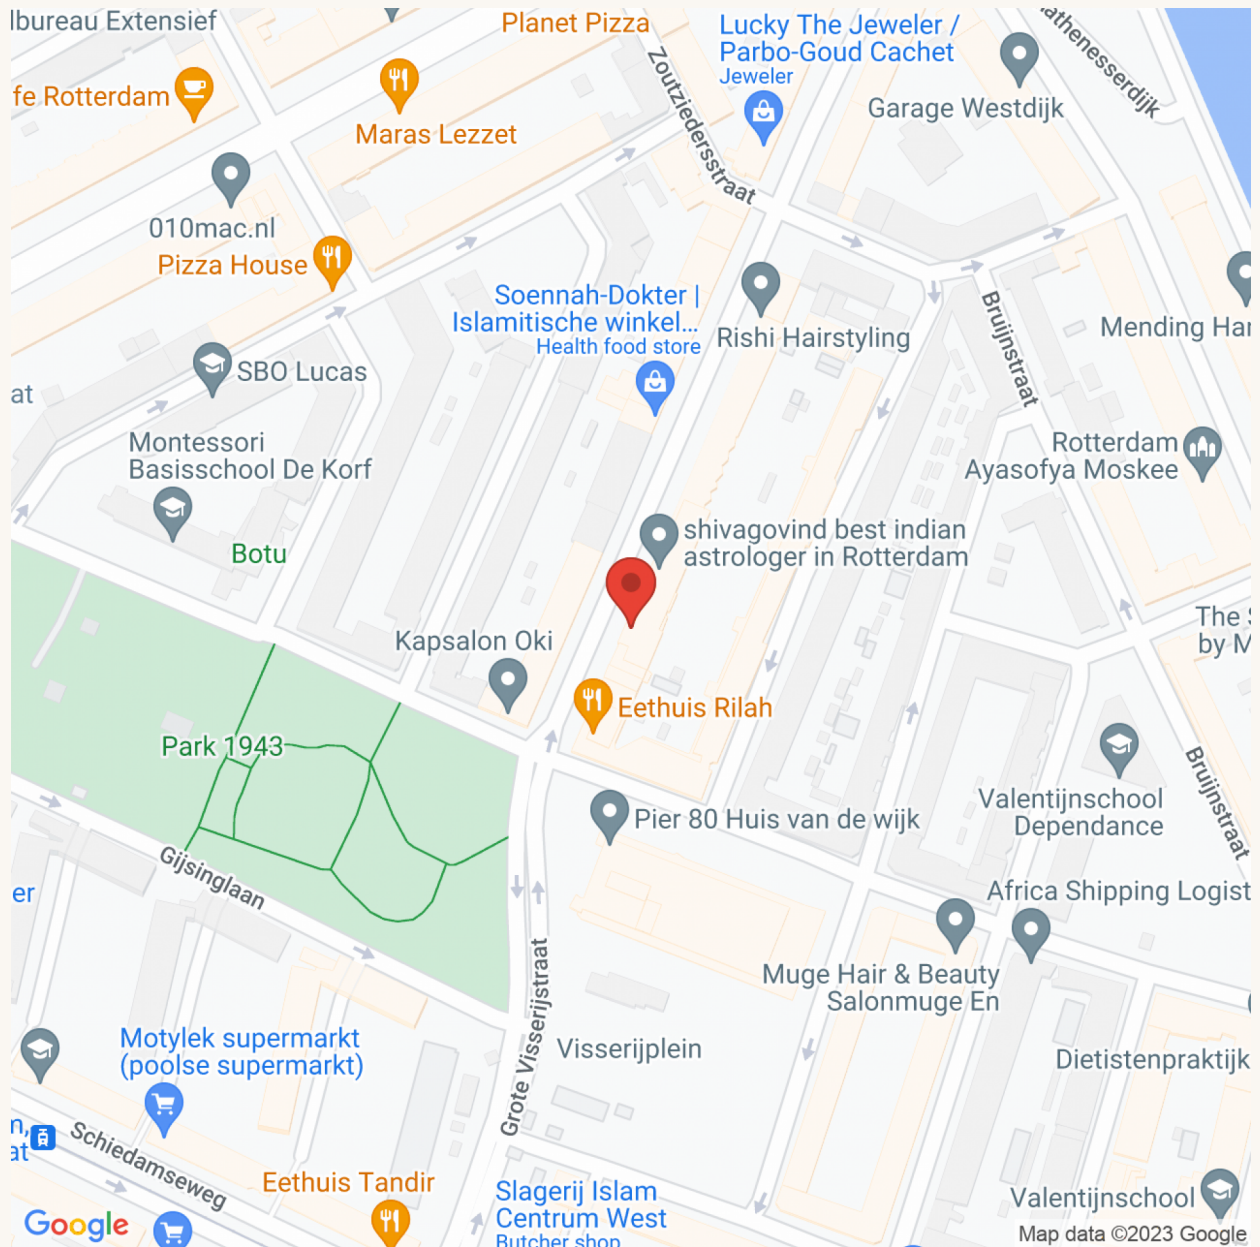 lbureau Extensief
Planet Pizza
Lucky The Jeweler /
Parbo-Goud Cachet
Jeweler
athenesserdijk
fe Rotterdam
Maras Lezzet
Zoutziedersstraat
Garage Westdijk
010mac.nl
Pizza House
Soennah-Dokter |
Islamitische winkel...
Health food store
Rishi Hairstyling
Bruijnstraat
Mending Har
SBO Lucas
at
Montessori
Basisschool De Korf
Rotterdam
Ayasofya Moskee
shivagovind best indian
astrologer in Rotterdam
Botu
Kapsalon Oki
The S
by M
Eethuis Rilah
Park 1943
Valentijnschool
Dependance
Bruijnstraat
Pier 80 Huis van de wijk
Gijsinglaan
er
Africa Shipping Logist
Muge Hair & Beauty
Salonmuge En
Grote Visserijstraat
Motylek supermarkt
(poolse supermarkt)
Visserijplein
Dietistenpraktijk
n,
at
Schiedamseweg
Eethuis Tandir
Slagerij Islam
Centrum West
Butcher shop
Valentijnschool
Google
Map data ©2023 Google